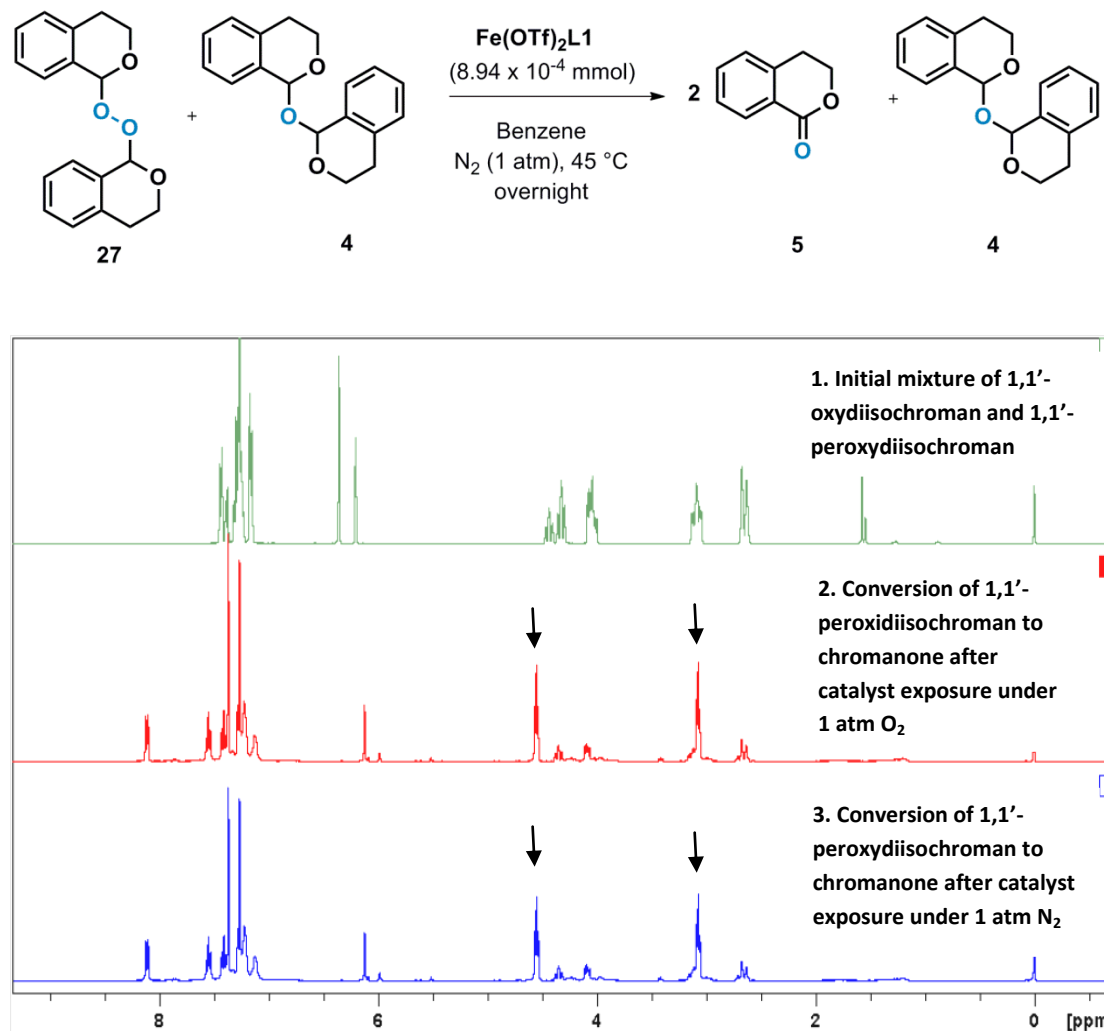 Fe(OTf)₂L1
(8.94 x 10⁻⁴ mmol)
Benzene
N₂ (1 atm), 45 °C
overnight
O
O
O
O
27
+
O
O
O
4
2
O
O
5
+
O
O
O
4
1. Initial mixture of 1,1'-
oxydiisochroman and 1,1'-
peroxydiisochroman
2. Conversion of 1,1'-
peroxidiisochroman to
chromanone after
catalyst exposure under
1 atm O₂
3. Conversion of 1,1'-
peroxydiisochroman to
chromanone after catalyst
exposure under 1 atm N₂
8
6
4
2
0
[ppm